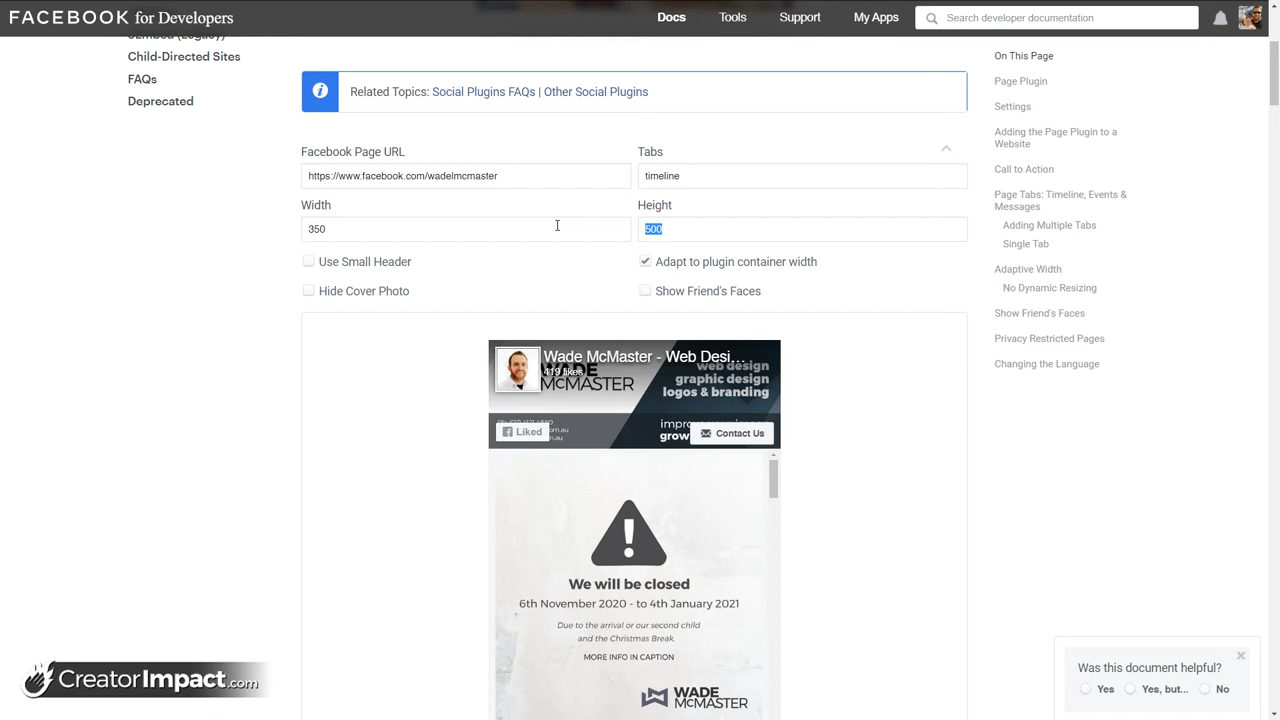 FACEBOOK for Developers
Docs
Tools
Support
My Apps
Search developer documentation
Child-Directed Sites
FAQs
Deprecated
Related Topics: Social Plugins FAQs | Other Social Plugins
Facebook Page URL
https://www.facebook.com/wadelmcmaster
Tabs
timeline
Width
350
Height
500
Use Small Header
Adapt to plugin container width
Hide Cover Photo
Show Friend's Faces
Wade McMaster - Web Desi...
419 likes
WADE
MCMASTER
web design
graphic design
logos & branding
Liked
Contact Us
We will be closed
6th November 2020 - to 4th January 2021
Due to the arrival or our second child
and the Christmas Break.
MORE INFO IN CAPTION
WADE
MCMASTER
On This Page
Page Plugin
Settings
Adding the Page Plugin to a
Website
Call to Action
Page Tabs: Timeline, Events &
Messages
Adding Multiple Tabs
Single Tab
Adaptive Width
No Dynamic Resizing
Show Friend's Faces
Privacy Restricted Pages
Changing the Language
Was this document helpful?
Yes
Yes, but...
No
CreatorImpact.com